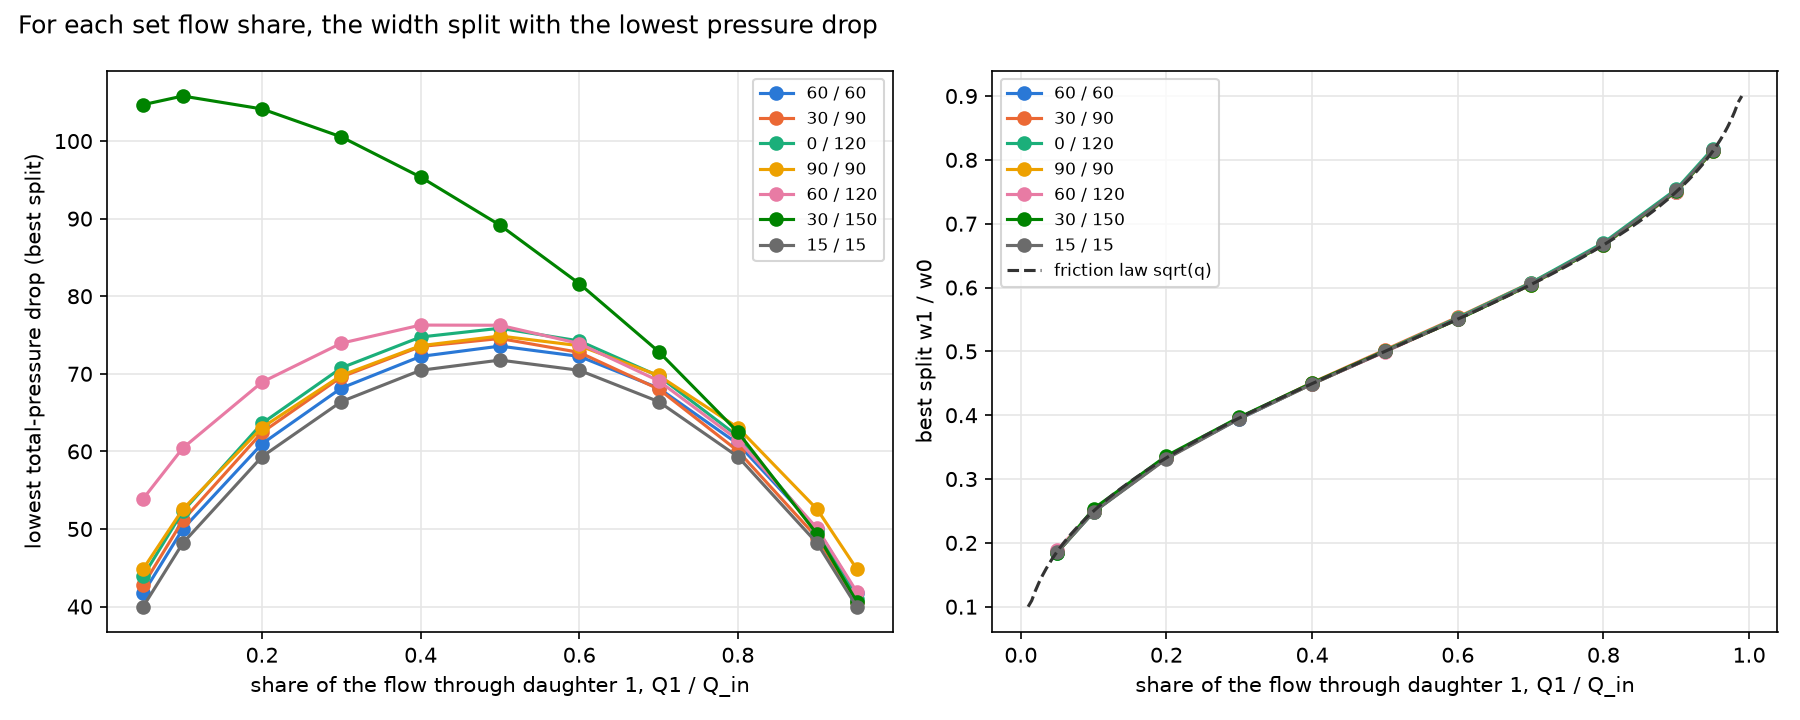 For each set flow share, the width split with the lowest pressure drop
lowest total-pressure drop (best split)
100
90
80
70
60
50
40
0.2
0.4
0.6
0.8
share of the flow through daughter 1, Q1 / Q_in
60 / 60
30 / 90
0 / 120
90 / 90
60 / 120
30 / 150
15 / 15
best split w1 / w0
0.9
0.8
0.7
0.6
0.5
0.4
0.3
0.2
0.1
0.0
0.2
0.4
0.6
0.8
1.0
share of the flow through daughter 1, Q1 / Q_in
60 / 60
30 / 90
0 / 120
90 / 90
60 / 120
30 / 150
15 / 15
friction law sqrt(q)